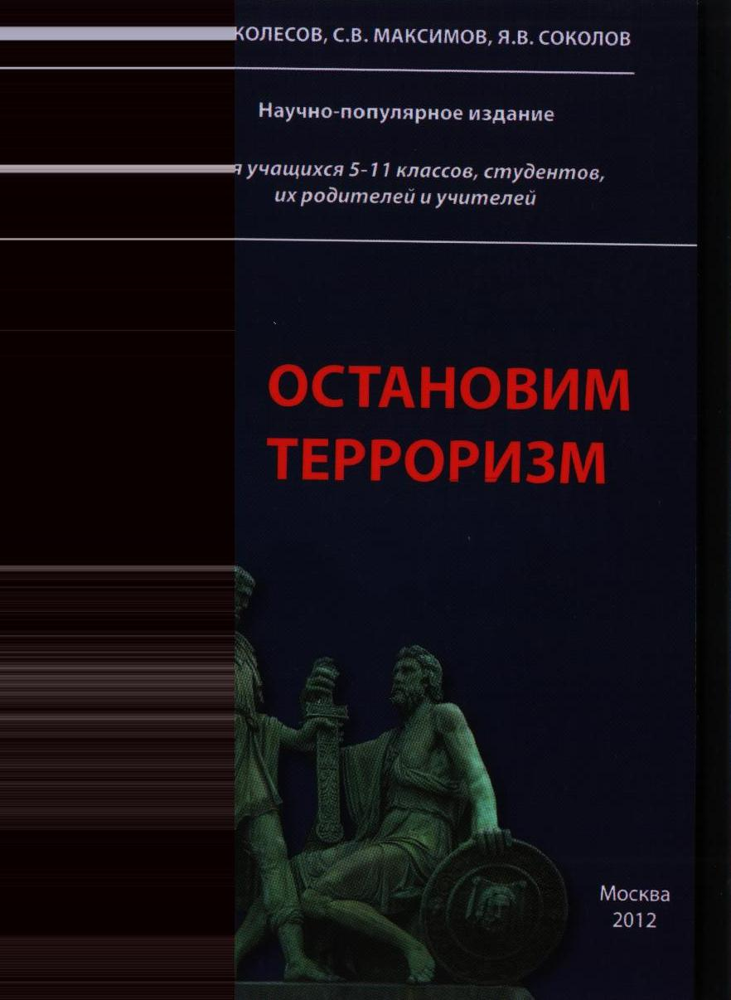 КОЛЕСОВ, С.В. МАКСИМОВ, Я.В. СОКОЛОВ
Научно-популярное издание
я учащихся 5-11 классов, студентов,
их родителей и учителей
ОСТАНОВИМ
ТЕРРОРИЗМ
Москва
2012